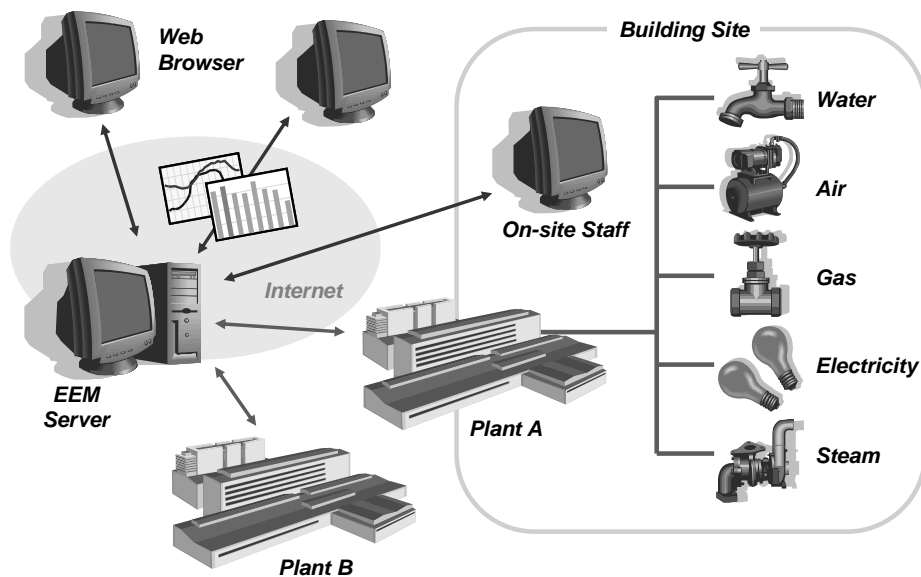 Web
Browser
Building Site
Water
Air
On-site Staff
Internet
Gas
EEM
Server
Electricity
Plant A
Steam
Plant B